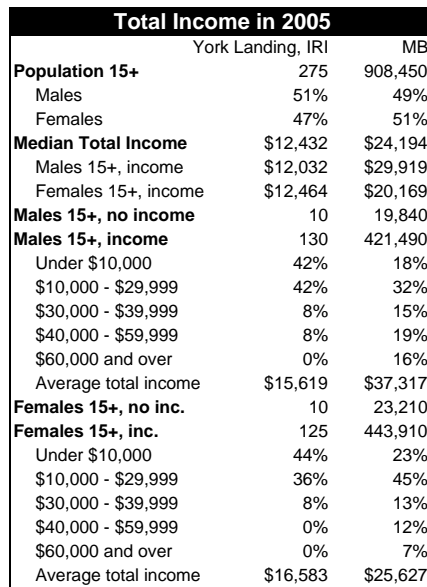 Total Income in 2005
York Landing, IRI MB
Population 15+ 275 908,450
Males 51% 49%
Females 47% 51%
Median Total Income $12,432 $24,194
Males 15+, income $12,032 $29,919
Females 15+, income $12,464 $20,169
Males 15+, no income 10 19,840
Males 15+, income 130 421,490
Under $10,000 42% 18%
$10,000 - $29,999 42% 32%
$30,000 - $39,999 8% 15%
$40,000 - $59,999 8% 19%
$60,000 and over 0% 16%
Average total income $15,619 $37,317
Females 15+, no inc. 10 23,210
Females 15+, inc. 125 443,910
Under $10,000 44% 23%
$10,000 - $29,999 36% 45%
$30,000 - $39,999 8% 13%
$40,000 - $59,999 0% 12%
$60,000 and over 0% 7%
Average total income $16,583 $25,627